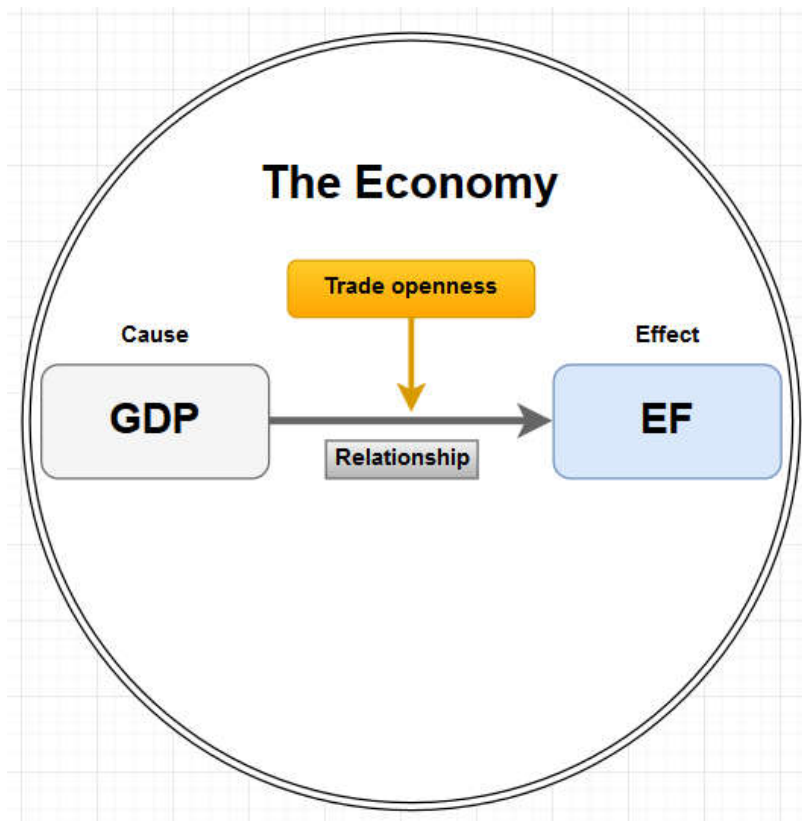 The Economy
Trade openness
Cause
Effect
GDP
EF
Relationship